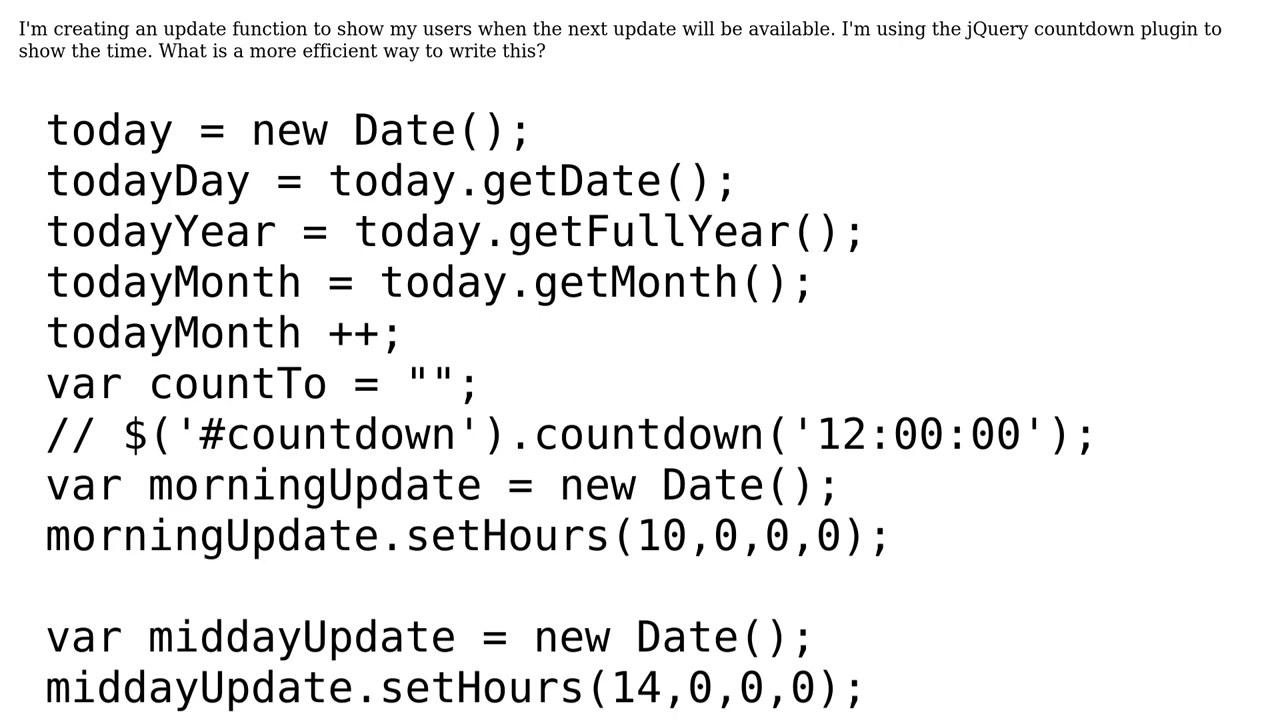 I'm creating an update function to show my users when the next update will be available. I'm using the jQuery countdown plugin to
show the time. What is a more efficient way to write this?
today = new Date();
todayDay = today.getDate();
todayYear = today.getFullYear();
todayMonth = today.getMonth();
todayMonth ++;
var countTo = "";
// $('#countdown').countdown('12:00:00');
var morningUpdate = new Date();
morningUpdate.setHours(10,0,0,0);
var middayUpdate = new Date();
middayUpdate.setHours(14,0,0,0);